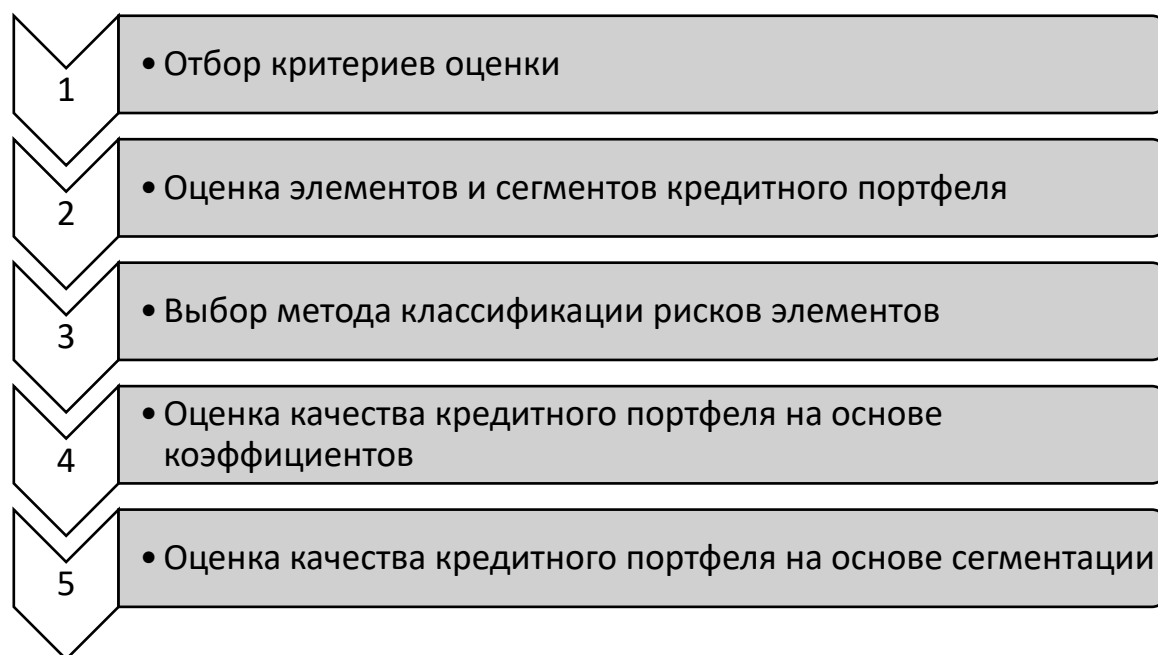 1
• Отбор критериев оценки
2
• Оценка элементов и сегментов кредитного портфеля
3
• Выбор метода классификации рисков элементов
4
• Оценка качества кредитного портфеля на основе
коэффициентов
5
• Оценка качества кредитного портфеля на основе сегментации